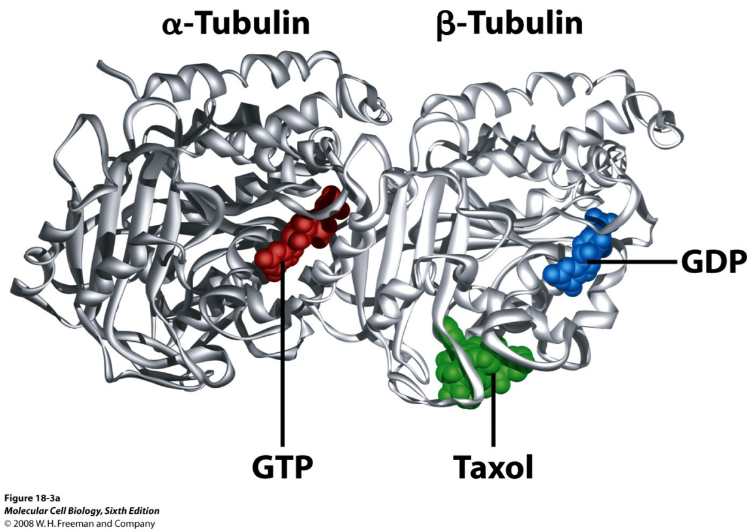 α-Tubulin
β-Tubulin
GDP
GTP
Taxol
Figure 18-3a
Molecular Cell Biology, Sixth Edition
© 2008 W. H. Freeman and Company